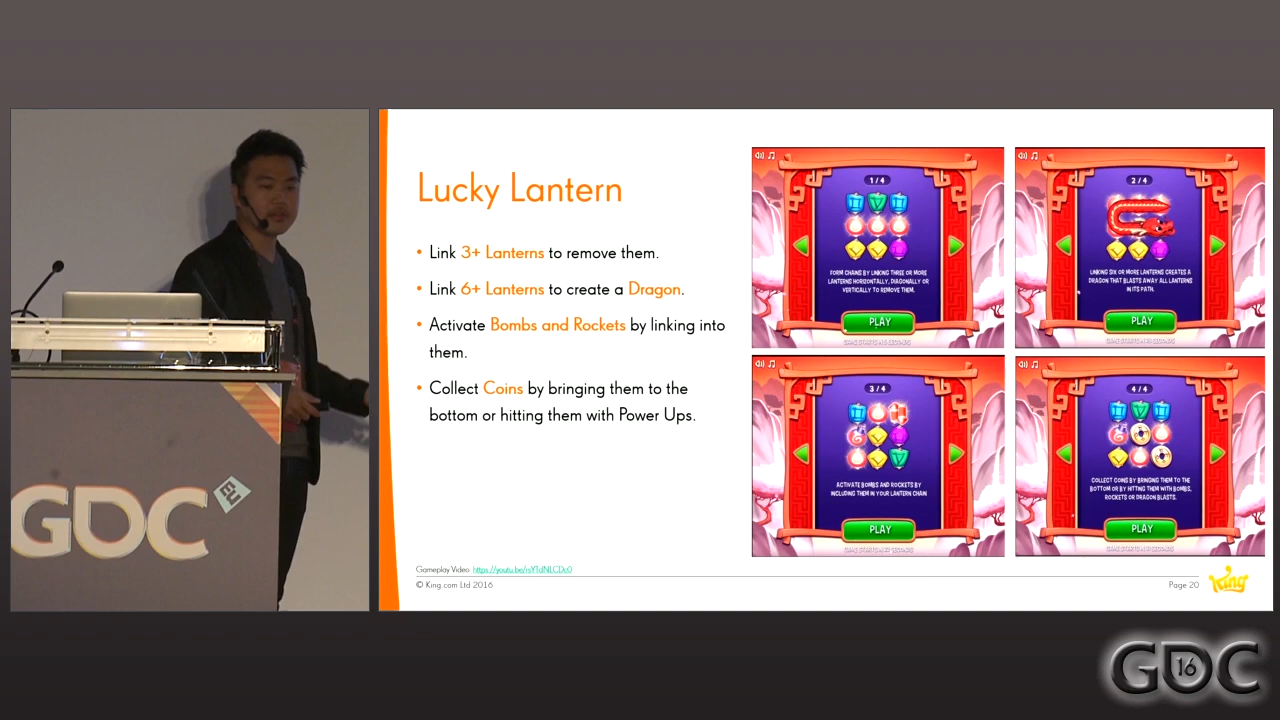 Lucky Lantern
• Link 3+ Lanterns to remove them.
• Link 6+ Lanterns to create a Dragon.
• Activate Bombs and Rockets by linking into
them.
• Collect Coins by bringing them to the
bottom or hitting them with Power Ups.
1/4
FORM CHAINS BY LINKING THREE OR MORE
LANTERNS HORIZONTALLY, DIAGONALLY OR
VERTICALLY TO REMOVE THEM.
PLAY
2/4
LINKING SIX OR MORE LANTERNS CREATES A
DRAGON THAT BLASTS AWAY ALL LANTERNS
IN ITS PATH.
PLAY
3/4
ACTIVATE BOMBS AND ROCKETS BY
INCLUDING THEM IN YOUR LANTERN CHAIN
PLAY
4/4
COLLECT COINS BY BRINGING THEM TO THE
BOTTOM OR BY HITTING THEM WITH BOMBS,
ROCKETS OR DRAGON BLASTS.
PLAY
Gameplay Video
© King.com Ltd 2016
Page 20
King
GDC
EU
GDC
16